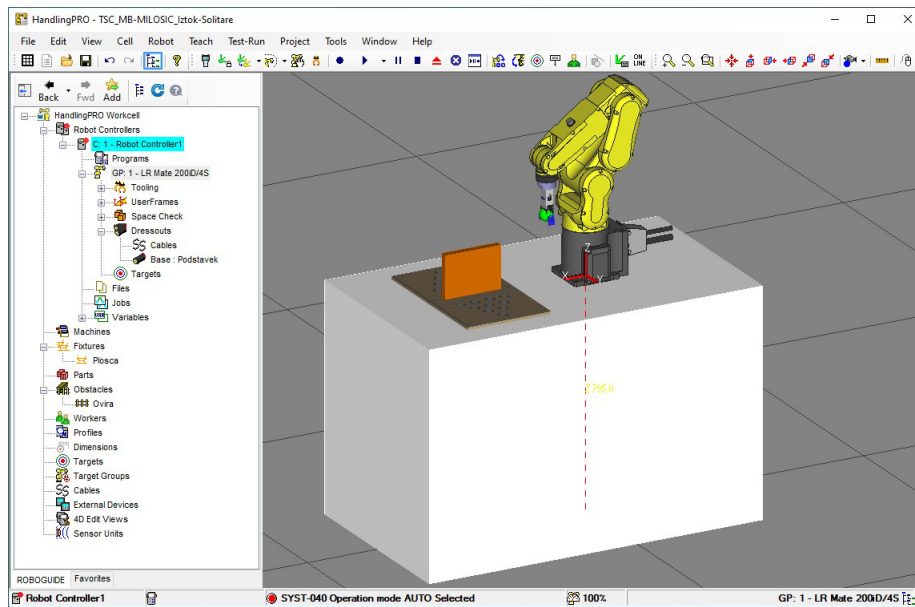 HandlingPRO - TSC_MB-MILOSIC_Iztok-Solitare
File Edit View Cell Robot Teach Test-Run Project Tools Window Help
ON
LINE
Back Fwd Add
HandlingPRO Workcell
Robot Controllers
C: 1 - Robot Controller1
Programs
GP: 1 - LR Mate 200iD/4S
Tooling
UserFrames
Space Check
Dressouts
Cables
Base : Podstavek
Targets
Files
Jobs
Variables
Machines
Fixtures
Plosca
Parts
Obstacles
Ovira
Workers
Profiles
Dimensions
Targets
Target Groups
Cables
External Devices
4D Edit Views
Sensor Units
Z
X
Y
Z795.0
ROBOGUIDE Favorites
Robot Controller1 SYST-040 Operation mode AUTO Selected 100% GP: 1 - LR Mate 200iD/4S